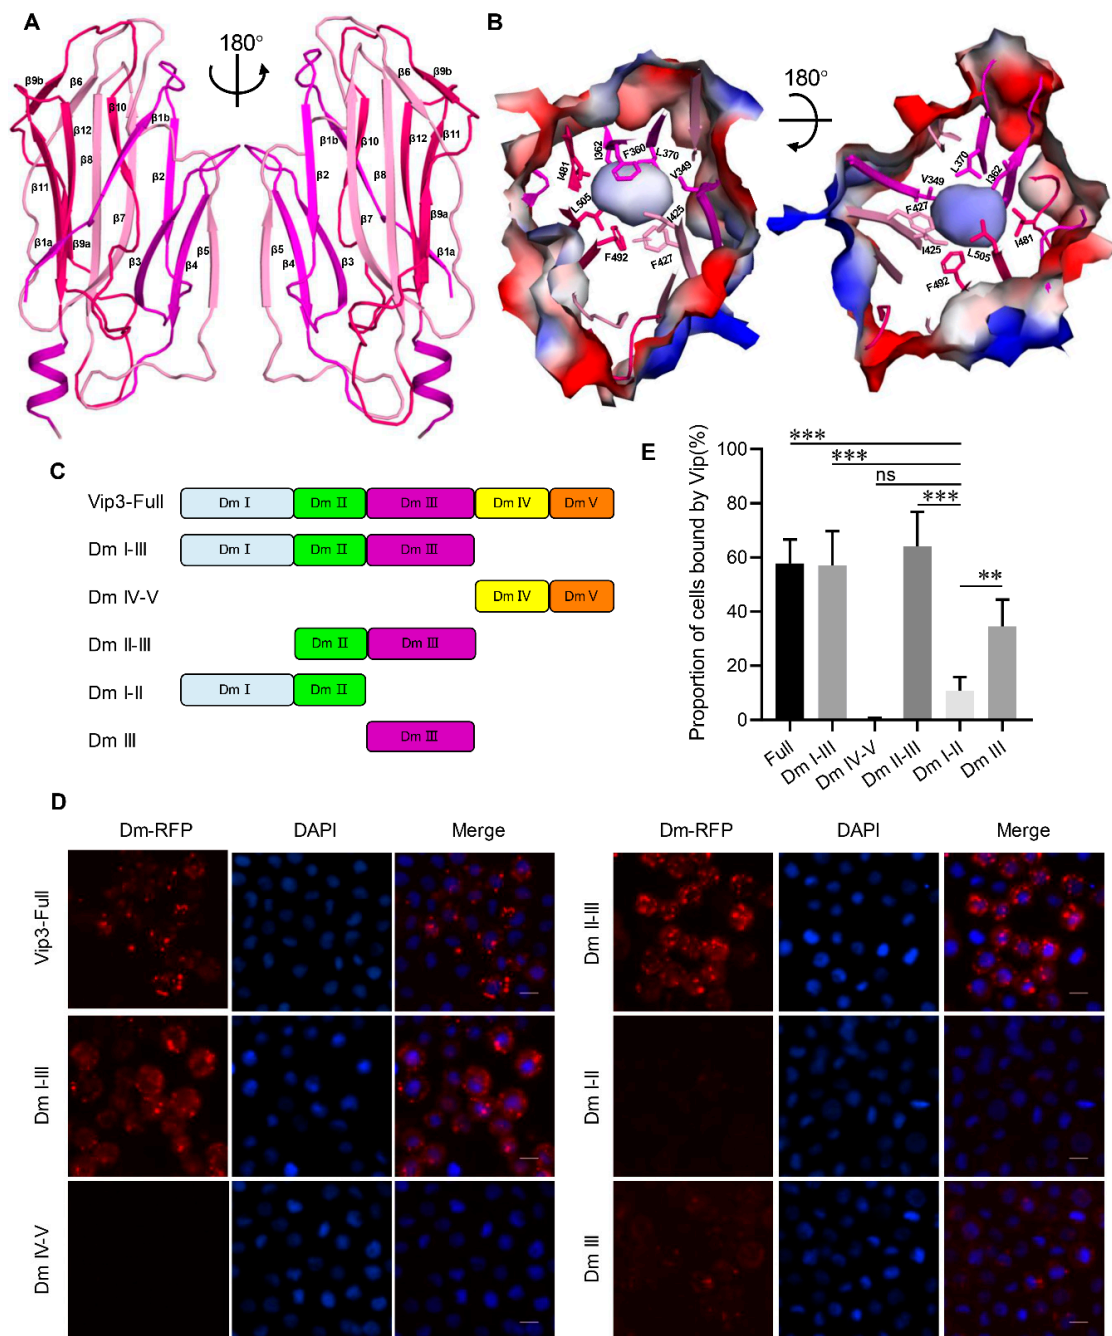 A
180°
β9b
β6
β10
β1b
β12
β8
β2
β11
β7
β1a
β9a
β3
β4
β5
β6
β9b
β1b
β10
β12
β11
β2
β8
β7
β5
β4
β3
β9a
β1a
B
180°
I362
F360
L370
I481
V349
L505
I425
F492
F427
L370
V349
I362
F427
I425
L505
I481
F492
C
Vip3-Full
Dm I
Dm II
Dm III
Dm IV
Dm V
Dm I-III
Dm I
Dm II
Dm III
Dm IV-V
Dm IV
Dm V
Dm II-III
Dm II
Dm III
Dm I-II
Dm I
Dm II
Dm III
Dm III
E
Proportion of cells bound by Vip(%)
100
80
60
40
20
0
***
***
ns
***
**
Full
Dm I-III
Dm IV-V
Dm II-III
Dm I-II
Dm III
D
Dm-RFP
DAPI
Merge
Dm-RFP
DAPI
Merge
Vip3-Full
Dm II-III
Dm I-III
Dm I-II
Dm IV-V
Dm III